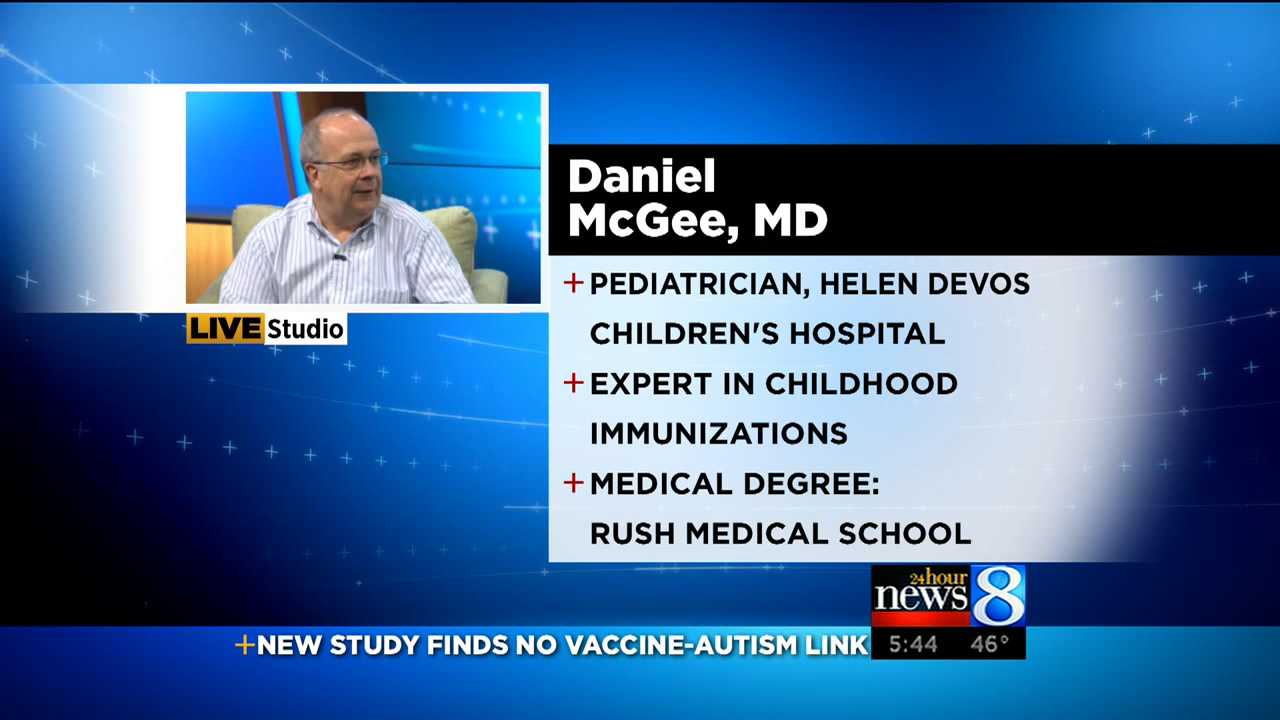 Daniel
McGee, MD
+PEDIATRICIAN, HELEN DEVOS
CHILDREN'S HOSPITAL
+EXPERT IN CHILDHOOD
IMMUNIZATIONS
+MEDICAL DEGREE:
RUSH MEDICAL SCHOOL
LIVE Studio
24hour
news 8
+NEW STUDY FINDS NO VACCINE-AUTISM LINK
5:44 46°